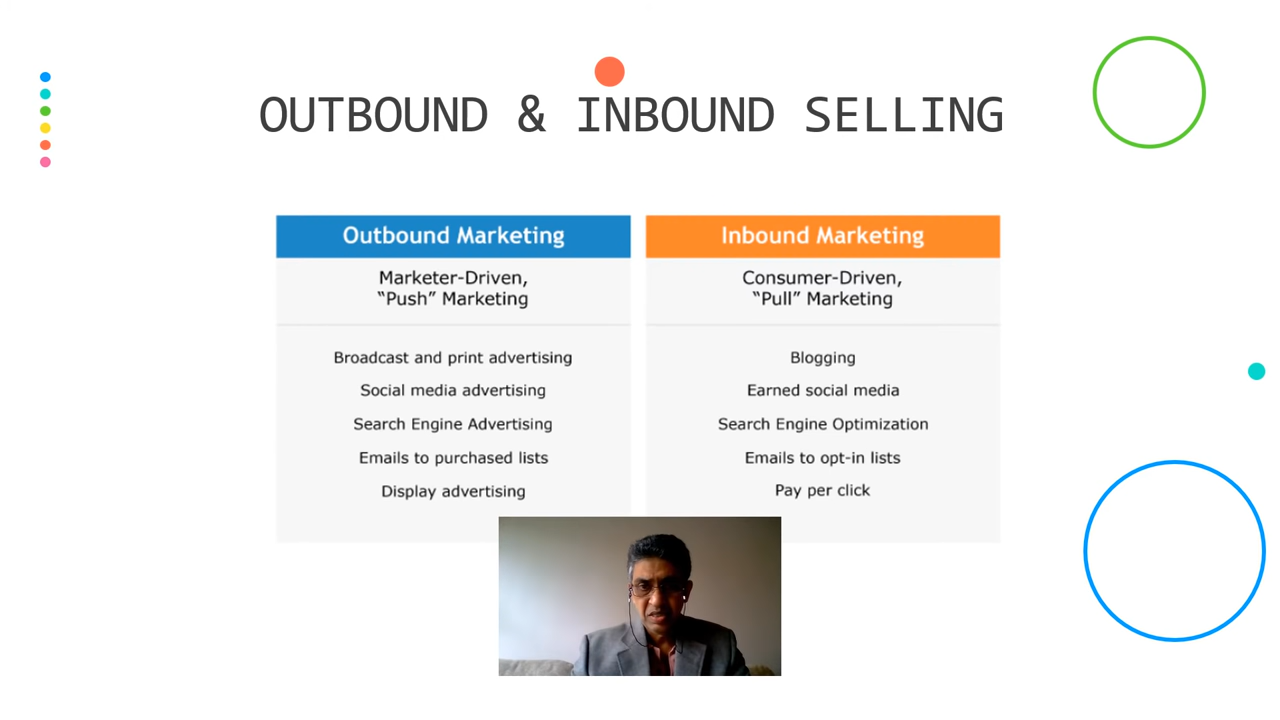 OUTBOUND & INBOUND SELLING
Outbound Marketing
Marketer-Driven,
“Push” Marketing
Broadcast and print advertising
Social media advertising
Search Engine Advertising
Emails to purchased lists
Display advertising
Inbound Marketing
Consumer-Driven,
“Pull” Marketing
Blogging
Earned social media
Search Engine Optimization
Emails to opt-in lists
Pay per click